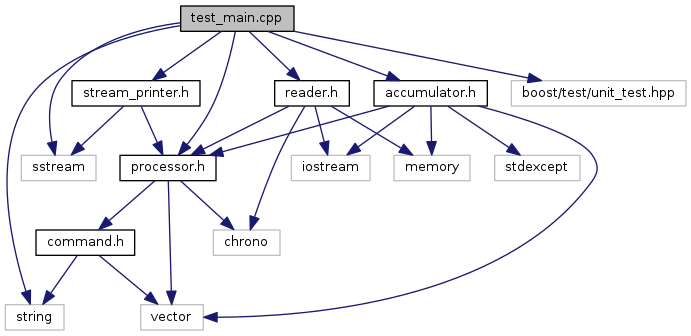 test_main.cpp
stream_printer.h
reader.h
accumulator.h
boost/test/unit_test.hpp
sstream
processor.h
iostream
memory
stdexcept
command.h
chrono
string
vector